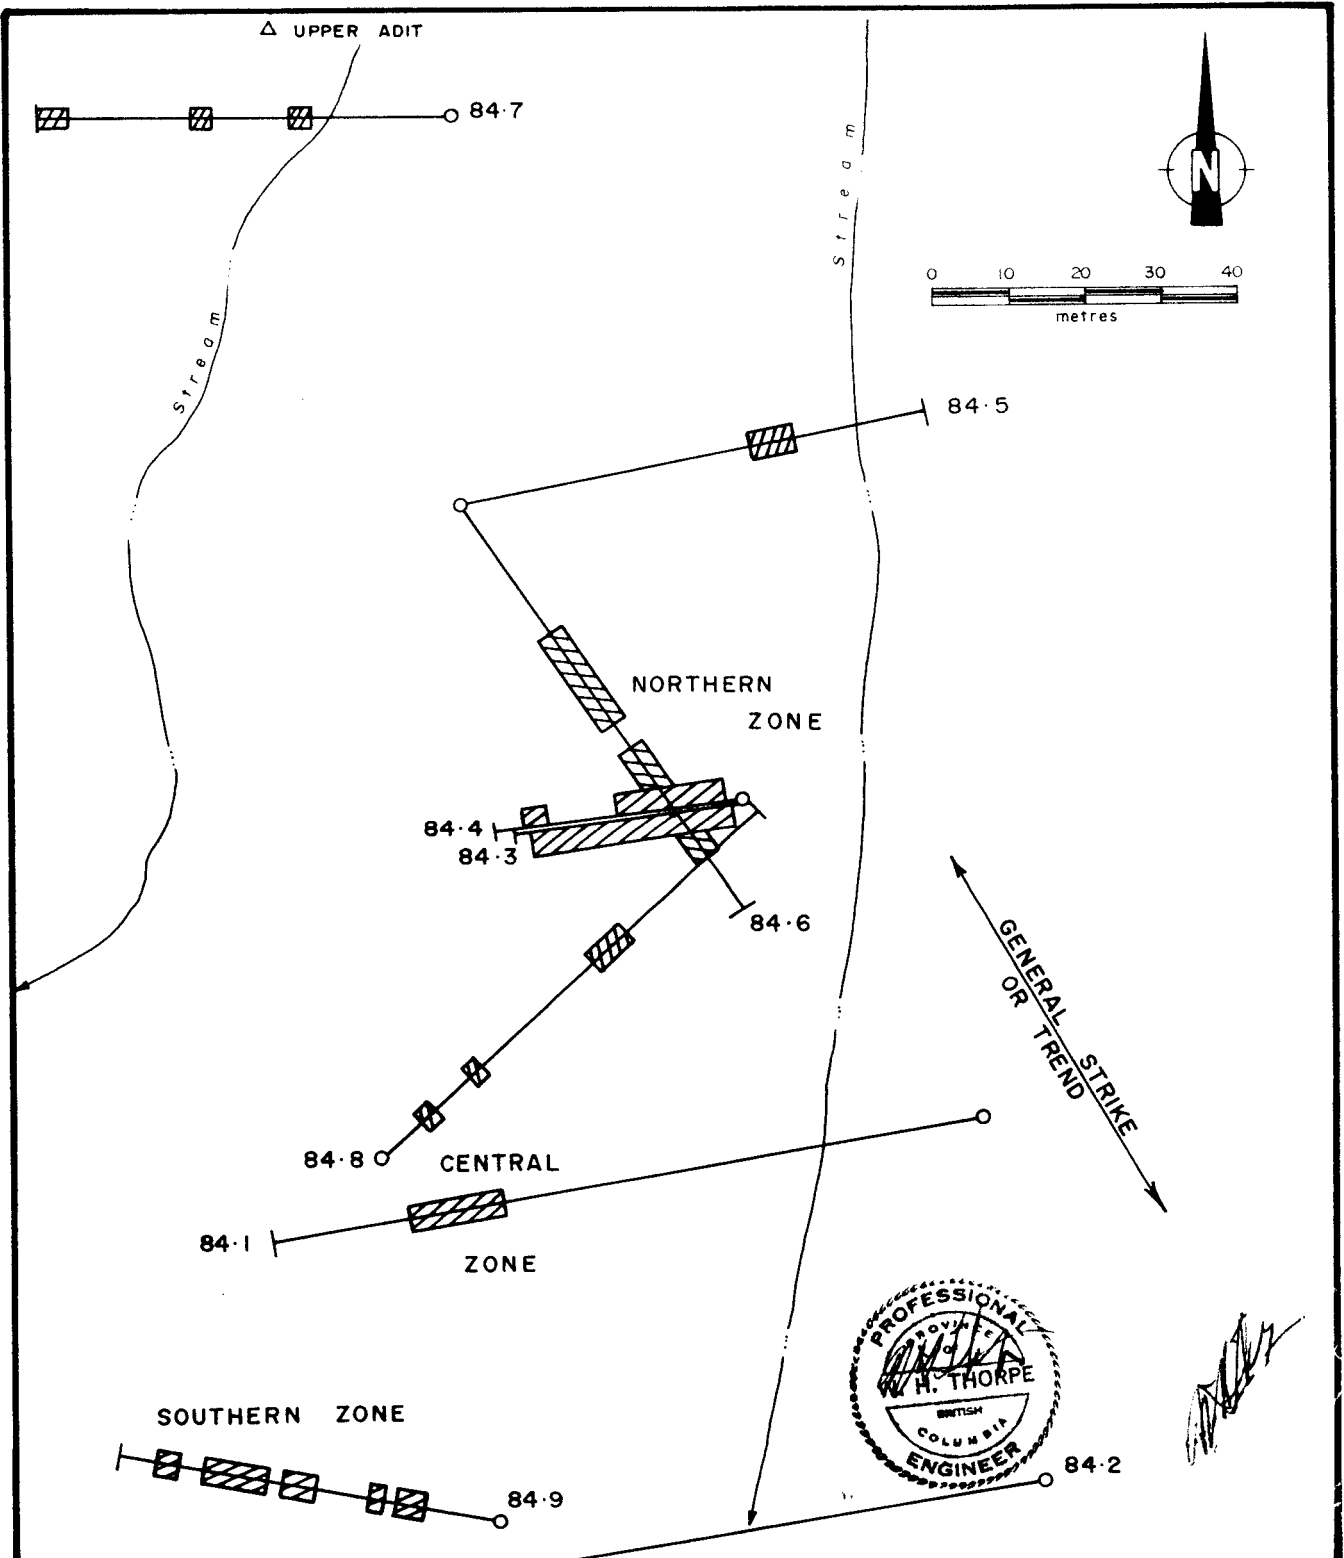 UPPER ADIT
84·7
Stream
Stream
N
0 10 20 30 40
metres
84·5
NORTHERN
ZONE
84·4
84·3
84·6
GENERAL STRIKE
OR TREND
84·8
CENTRAL
84·1
ZONE
PROFESSIONAL
PROVINCE
OF
H. THORPE
BRITISH
COLUMBIA
ENGINEER
SOUTHERN ZONE
84·2
84·9